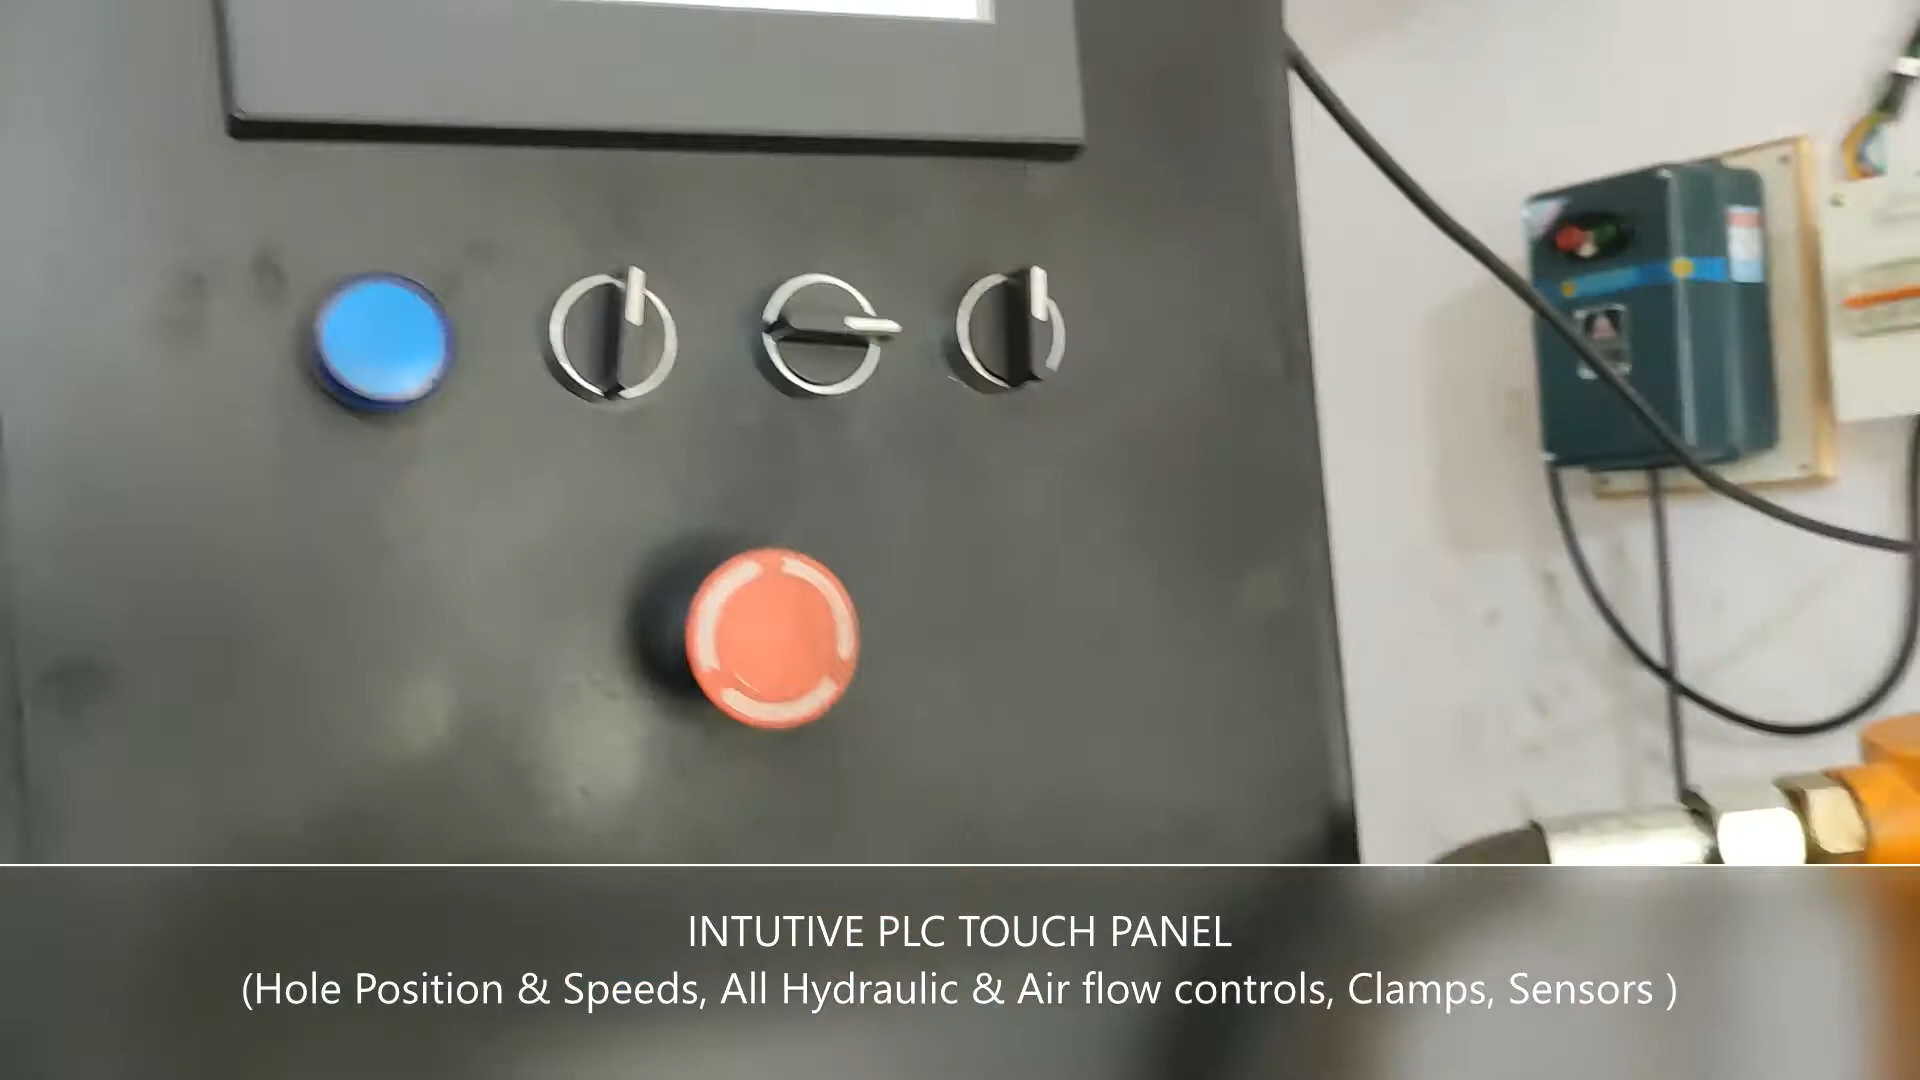 INTUTIVE PLC TOUCH PANEL
(Hole Position & Speeds, All Hydraulic & Air flow controls, Clamps, Sensors )